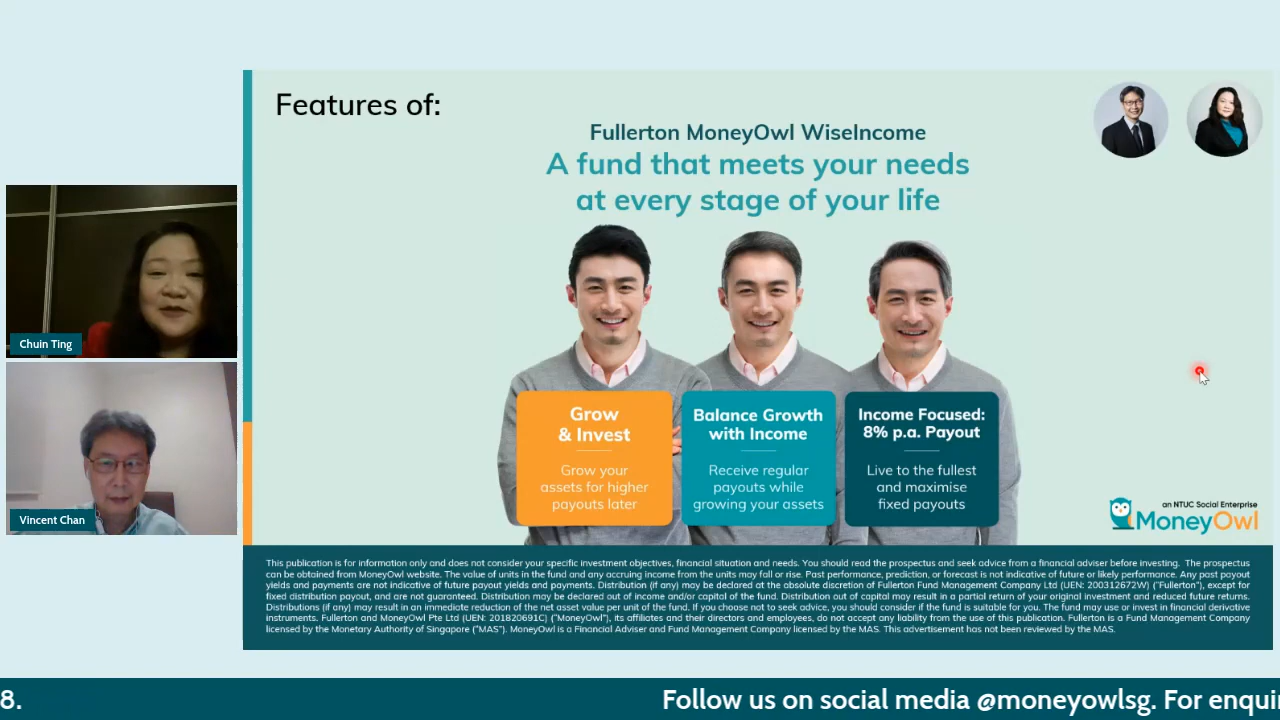 Features of:
Fullerton MoneyOwl WiseIncome
A fund that meets your needs
at every stage of your life
Chuin Ting
Vincent Chan
Grow
& Invest
Grow your
assets for higher
payouts later
Balance Growth
with Income
Receive regular
payouts while
growing your assets
Income Focused:
8% p.a. Payout
Live to the fullest
and maximise
fixed payouts
an NTUC Social Enterprise
MoneyOwl
This publication is for information only and does not consider your specific investment objectives, financial situation and needs. You should read the prospectus and seek advice from a financial adviser before investing. The prospectus
can be obtained from MoneyOwl website. The value of units in the fund and any accruing income from the units may fall or rise. Past performance, prediction, or forecast is not indicative of future or likely performance. Any past payout
yields and payments are not indicative of future payout yields and payments. Distribution (if any) may be declared at the absolute discretion of Fullerton Fund Management Company Ltd (UEN: 200312672W) ("Fullerton"), except for
fixed distribution payout, and are not guaranteed. Distribution may be declared out of income and/or capital of the fund. Distribution out of capital may result in a partial return of your original investment and reduced future returns.
Distributions (if any) may result in an immediate reduction of the net asset value per unit of the fund. If you choose not to seek advice, you should consider if the fund is suitable for you. The fund may use or invest in financial derivative
instruments. Fullerton and MoneyOwl Pte Ltd (UEN: 201820691C) ("MoneyOwl"), its affiliates and their directors and employees, do not accept any liability from the use of this publication. Fullerton is a Fund Management Company
licensed by the Monetary Authority of Singapore ("MAS"). MoneyOwl is a Financial Adviser and Fund Management Company licensed by the MAS. This advertisement has not been reviewed by the MAS.
8. Follow us on social media @moneyowlsg. For enqui